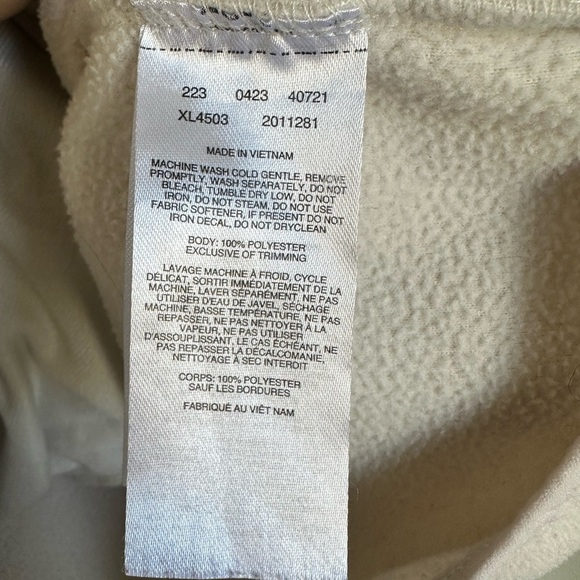 223 0423 40721
XL4503 2011281
MADE IN VIETNAM
MACHINE WASH COLD GENTLE, REMOVE
PROMPTLY. WASH SEPARATELY, DO NOT
BLEACH, TUMBLE DRY LOW, DO NOT
IRON, DO NOT STEAM. DO NOT USE
FABRIC SOFTENER, IF PRESENT DO NOT
IRON DECAL, DO NOT DRYCLEAN
BODY: 100% POLYESTER
EXCLUSIVE OF TRIMMING
LAVAGE MACHINE À FROID, CYCLE
DÉLICAT, SORTIR IMMÉDIATEMENT DE LA
MACHINE, LAVER SÉPARÉMENT, NE PAS
UTILISER D'EAU DE JAVEL, SÉCHAGE
MACHINE, BASSE TEMPÉRATURE, NE PAS
REPASSER, NE PAS NETTOYER À LA
VAPEUR, NE PAS UTILISER
D'ASSOUPLISSANT, LE CAS ÉCHÉANT, NE
PAS REPASSER LA DÉCALCOMANIE,
NETTOYAGE À SEC INTERDIT
CORPS: 100% POLYESTER
SAUF LES BORDURES
FABRIQUÉ AU VIÊT NAM